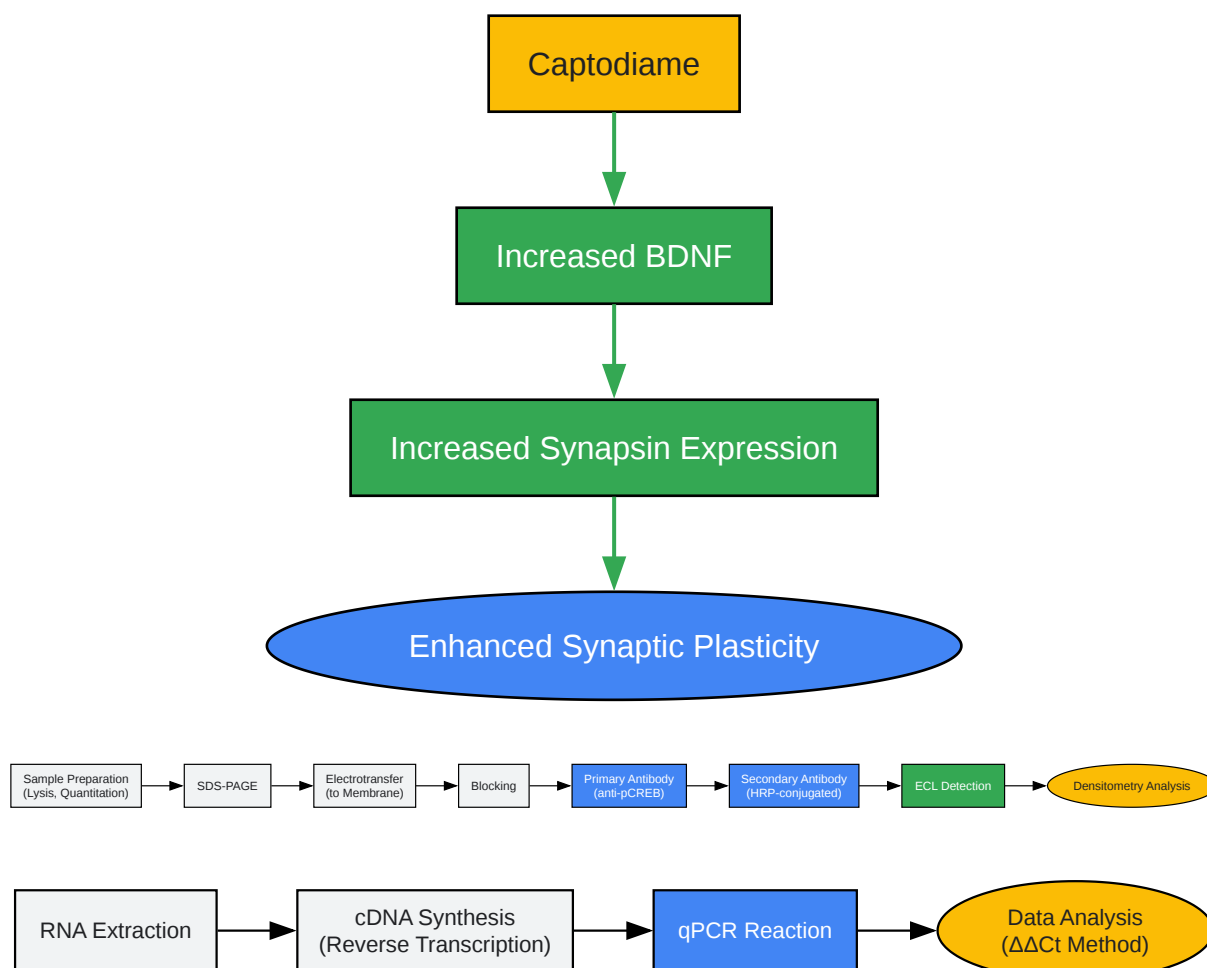 Captodiame
Increased BDNF
Increased Synapsin Expression
Enhanced Synaptic Plasticity
Sample Preparation
(Lysis, Quantitation)
SDS-PAGE
Electrotransfer
(to Membrane)
Blocking
Primary Antibody
(anti-pCREB)
Secondary Antibody
(HRP-conjugated)
ECL Detection
Densitometry Analysis
RNA Extraction
cDNA Synthesis
(Reverse Transcription)
qPCR Reaction
Data Analysis
(ΔΔCt Method)